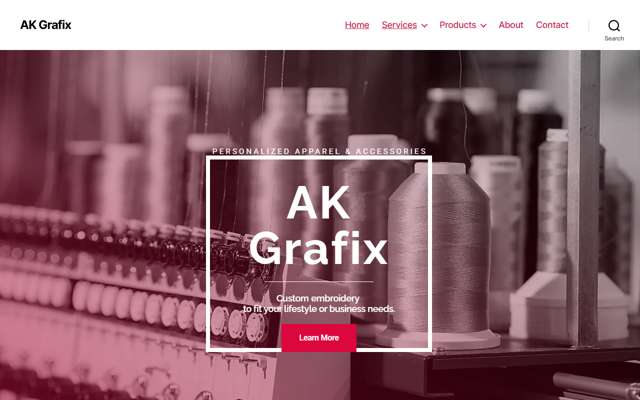 AK Grafix
Home Services Products About Contact
Search
PERSONALIZED APPAREL & ACCESSORIES
AK
Grafix
Custom embroidery
to fit your lifestyle or business needs.
Learn More